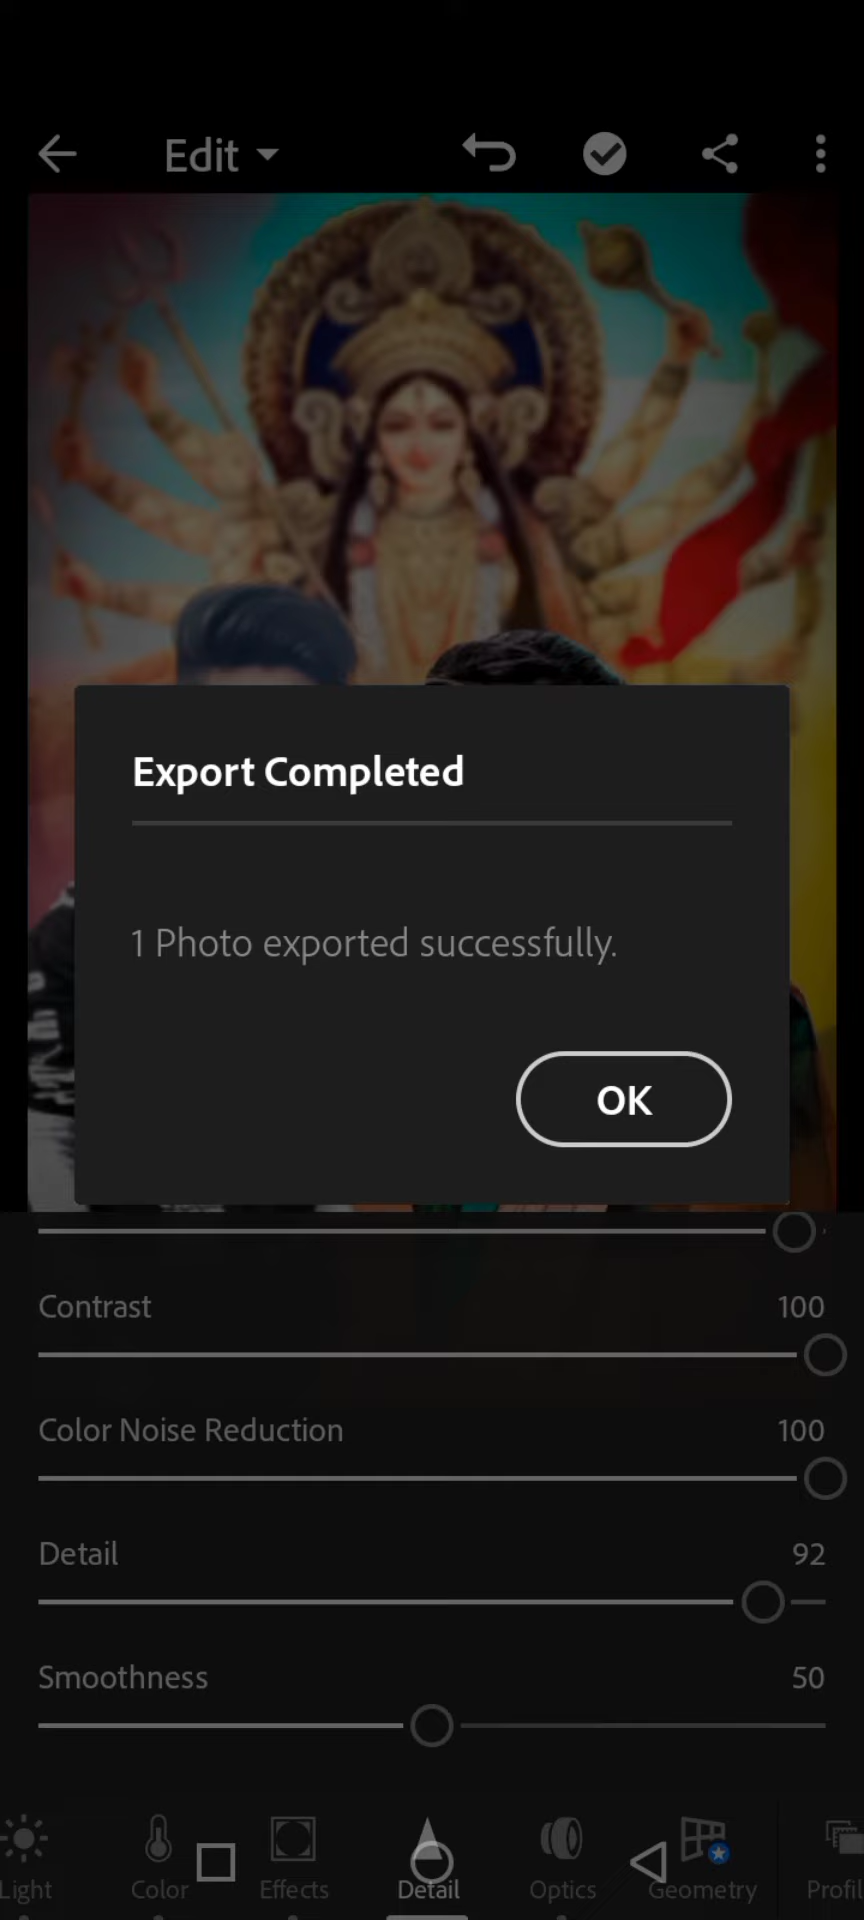 Edit
Export Completed
1 Photo exported successfully.
OK
Contrast 100
Color Noise Reduction 100
Detail 92
Smoothness 50
Light Color Effects Detail Optics Geometry Profil